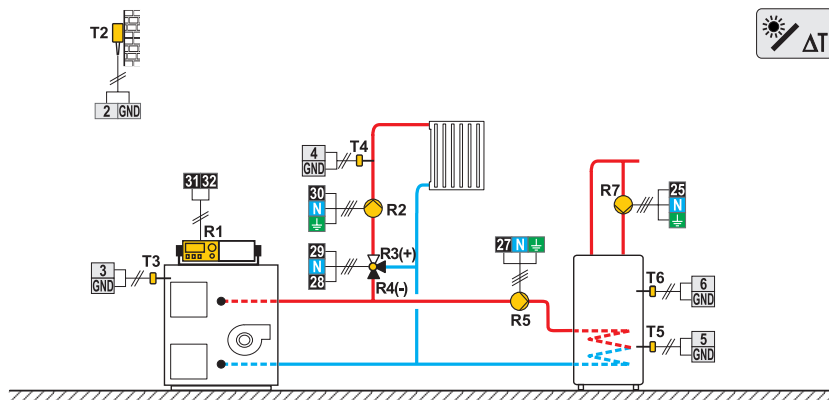 T2
ΔT
2 GND
T4
4
GND
31 32
R1
30
N
R2
R7
25
N
29
N
28
R3(+)
R4(-)
27 N
T3
3
GND
R5
T6
6
GND
T5
5
GND